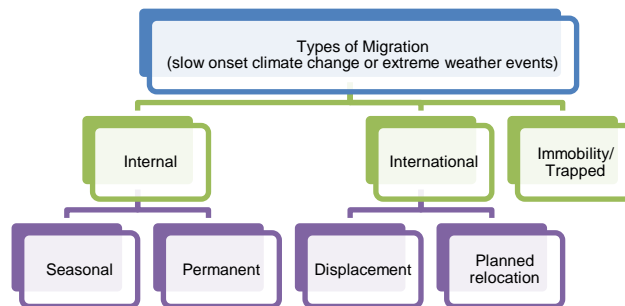 Types of Migration
(slow onset climate change or extreme weather events)
Internal
International
Immobility/
Trapped
Seasonal
Permanent
Displacement
Planned
relocation